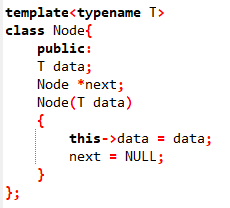 template<typename T>
class Node{
    public:
    T data;
    Node *next;
    Node(T data)
    {
        this->data = data;
        next = NULL;
    }
};